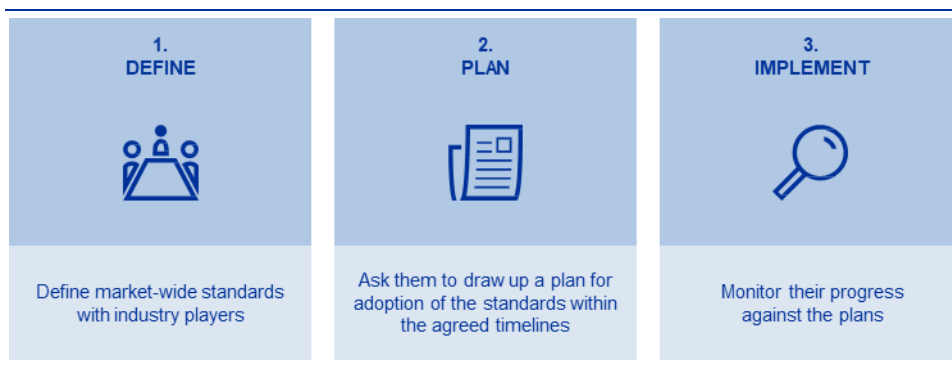 1.
DEFINE
Define market-wide standards
with industry players
2.
PLAN
Ask them to draw up a plan for
adoption of the standards within
the agreed timelines
3.
IMPLEMENT
Monitor their progress
against the plans